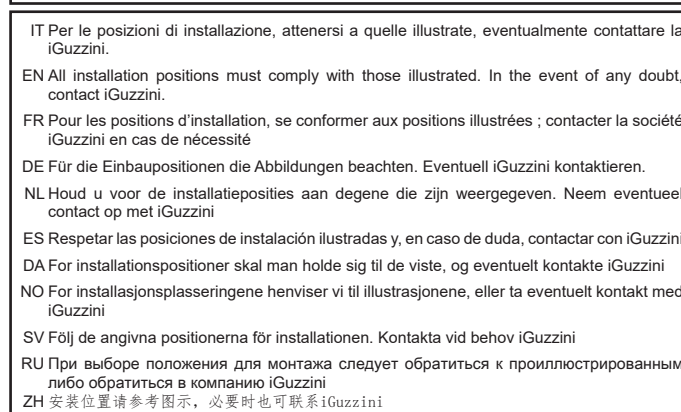 IT Per le posizioni di installazione, attenersi a quelle illustrate, eventualmente contattare la
iGuzzini.
EN All installation positions must comply with those illustrated. In the event of any doubt,
contact iGuzzini.
FR Pour les positions d’installation, se conformer aux positions illustrées ; contacter la société
iGuzzini en cas de nécessité
DE Für die Einbaupositionen die Abbildungen beachten. Eventuell iGuzzini kontaktieren.
NL Houd u voor de installatieposities aan degene die zijn weergegeven. Neem eventueel
contact op met iGuzzini
ES Respetar las posiciones de instalación ilustradas y, en caso de duda, contactar con iGuzzini
DA For installationspositioner skal man holde sig til de viste, og eventuelt kontakte iGuzzini
NO For installasjonsplasseringene henviser vi til illustrasjonene, eller ta eventuelt kontakt med
iGuzzini
SV Följ de angivna positionerna för installationen. Kontakta vid behov iGuzzini
RU При выборе положения для монтажа следует обратиться к проиллюстрированным
либо обратиться в компанию iGuzzini
ZH 安装位置请参考图示, 必要时也可联系iGuzzini